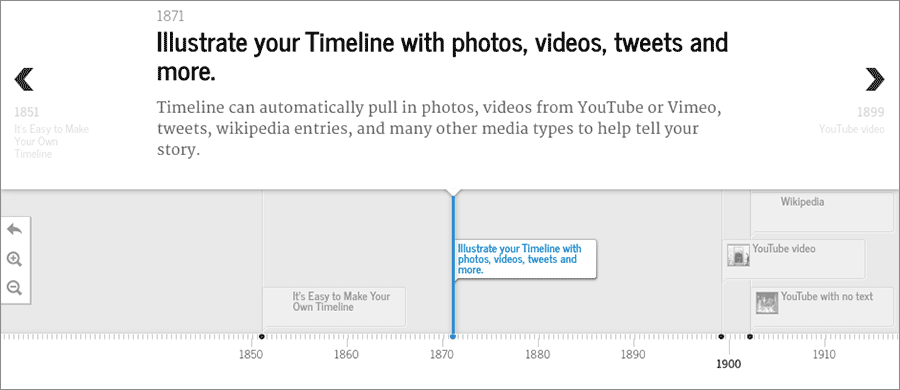 1871
Illustrate your Timeline with photos, videos, tweets and
more.
Timeline can automatically pull in photos, videos from YouTube or Vimeo,
tweets, wikipedia entries, and many other media types to help tell your
story.
1851
It's Easy to Make
Your Own
Timeline
1899
YouTube video
Wikipedia
Illustrate your Timeline with
photos, videos, tweets and
more.
YouTube video
It's Easy to Make Your
Own Timeline
YouTube with no text
1850
1860
1870
1880
1890
1900
1910